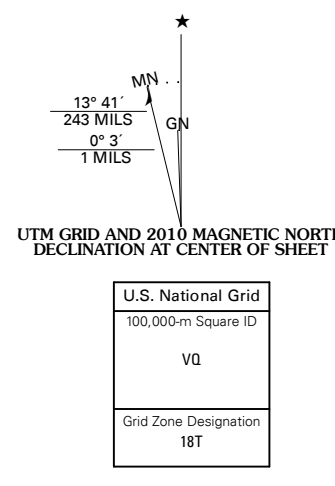 MN
13° 41´
243 MILS
GN
0° 3´
1 MILS
UTM GRID AND 2010 MAGNETIC NORTH
DECLINATION AT CENTER OF SHEET
U.S. National Grid
100,000-m Square ID
VQ
Grid Zone Designation
18T